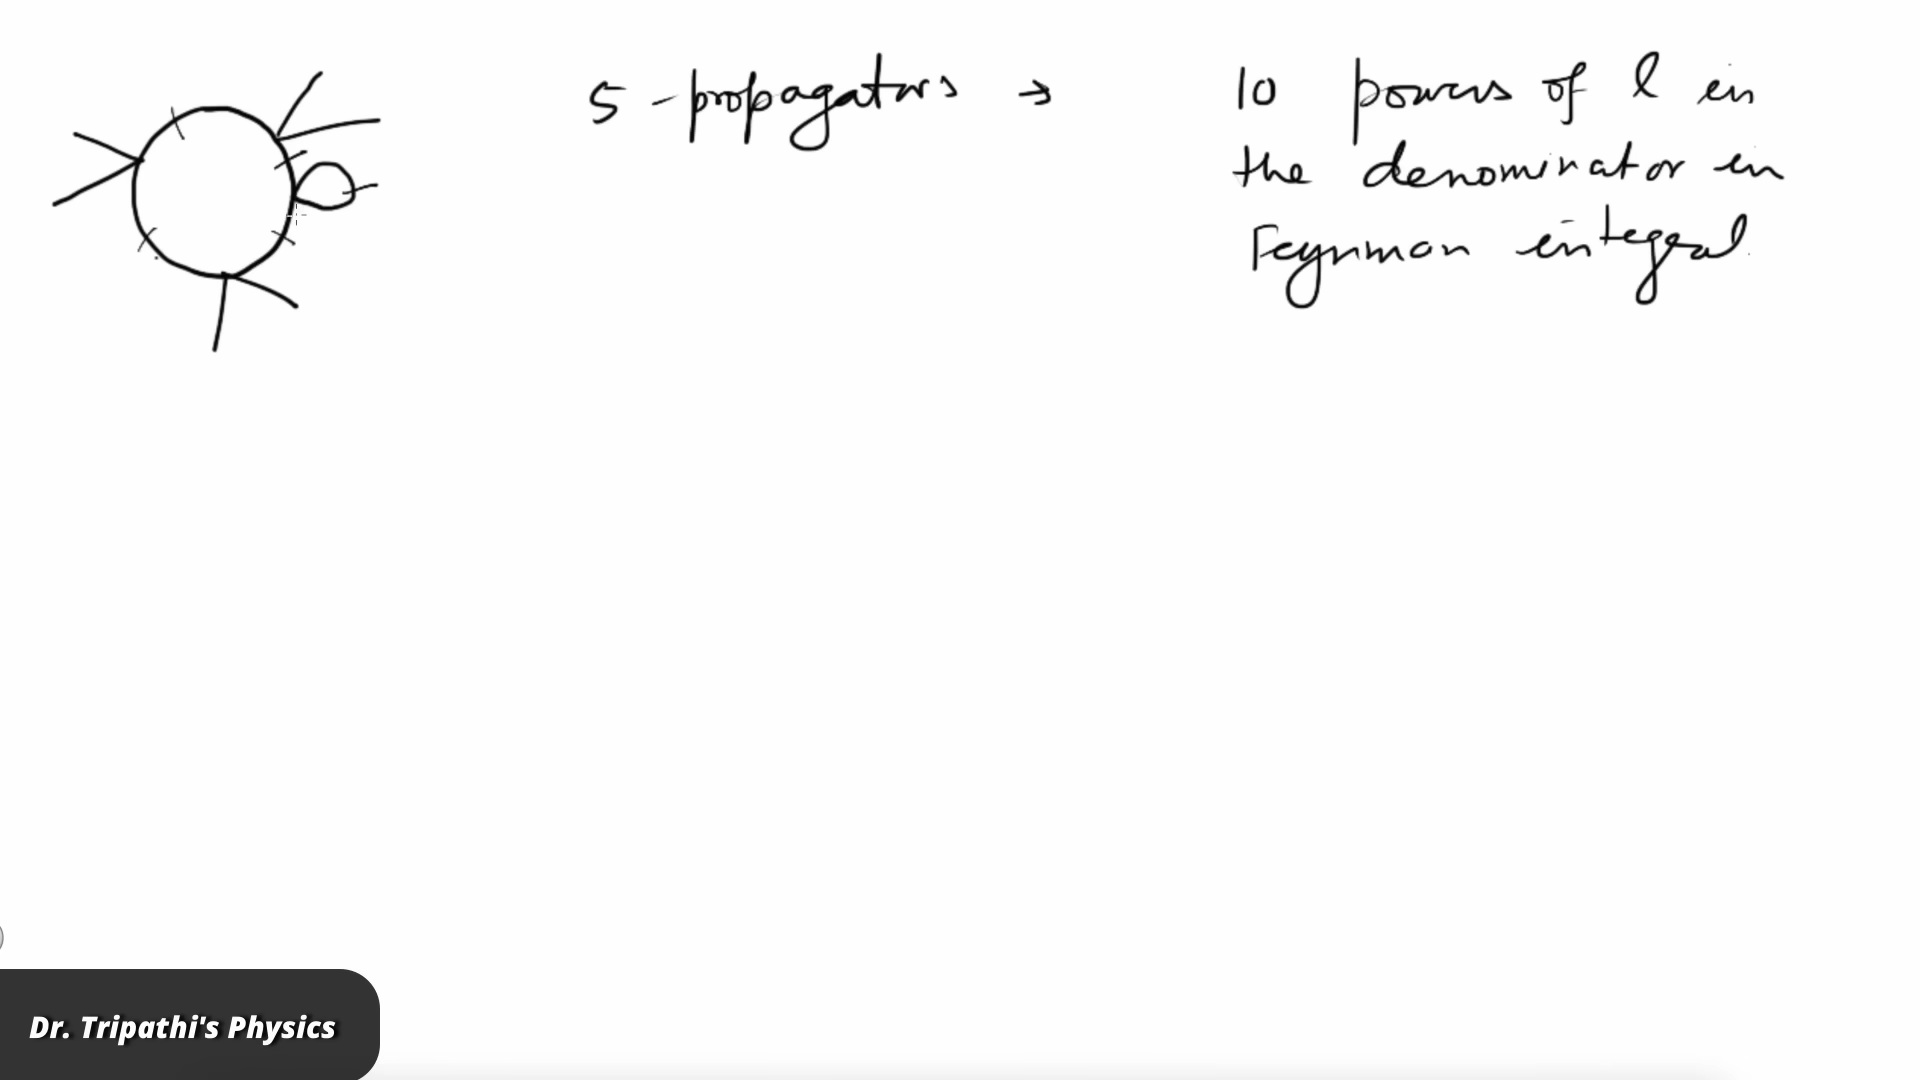 5 - propagators → 10 powers of l in
the denominator in
Feynman integral.
Dr. Tripathi's Physics